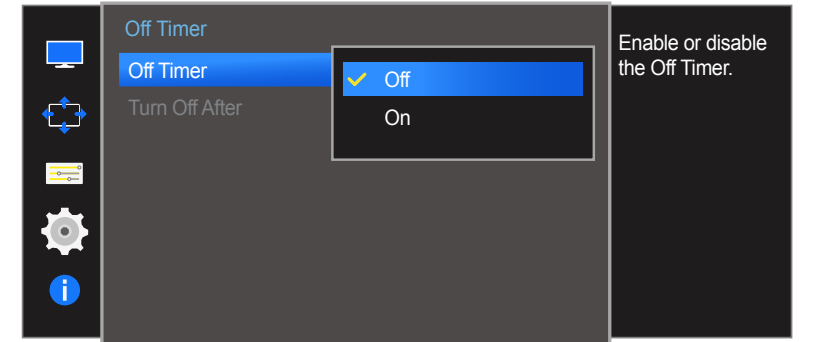 Off Timer
Off Timer
Turn Off After
Off
On
Enable or disable
the Off Timer.
i